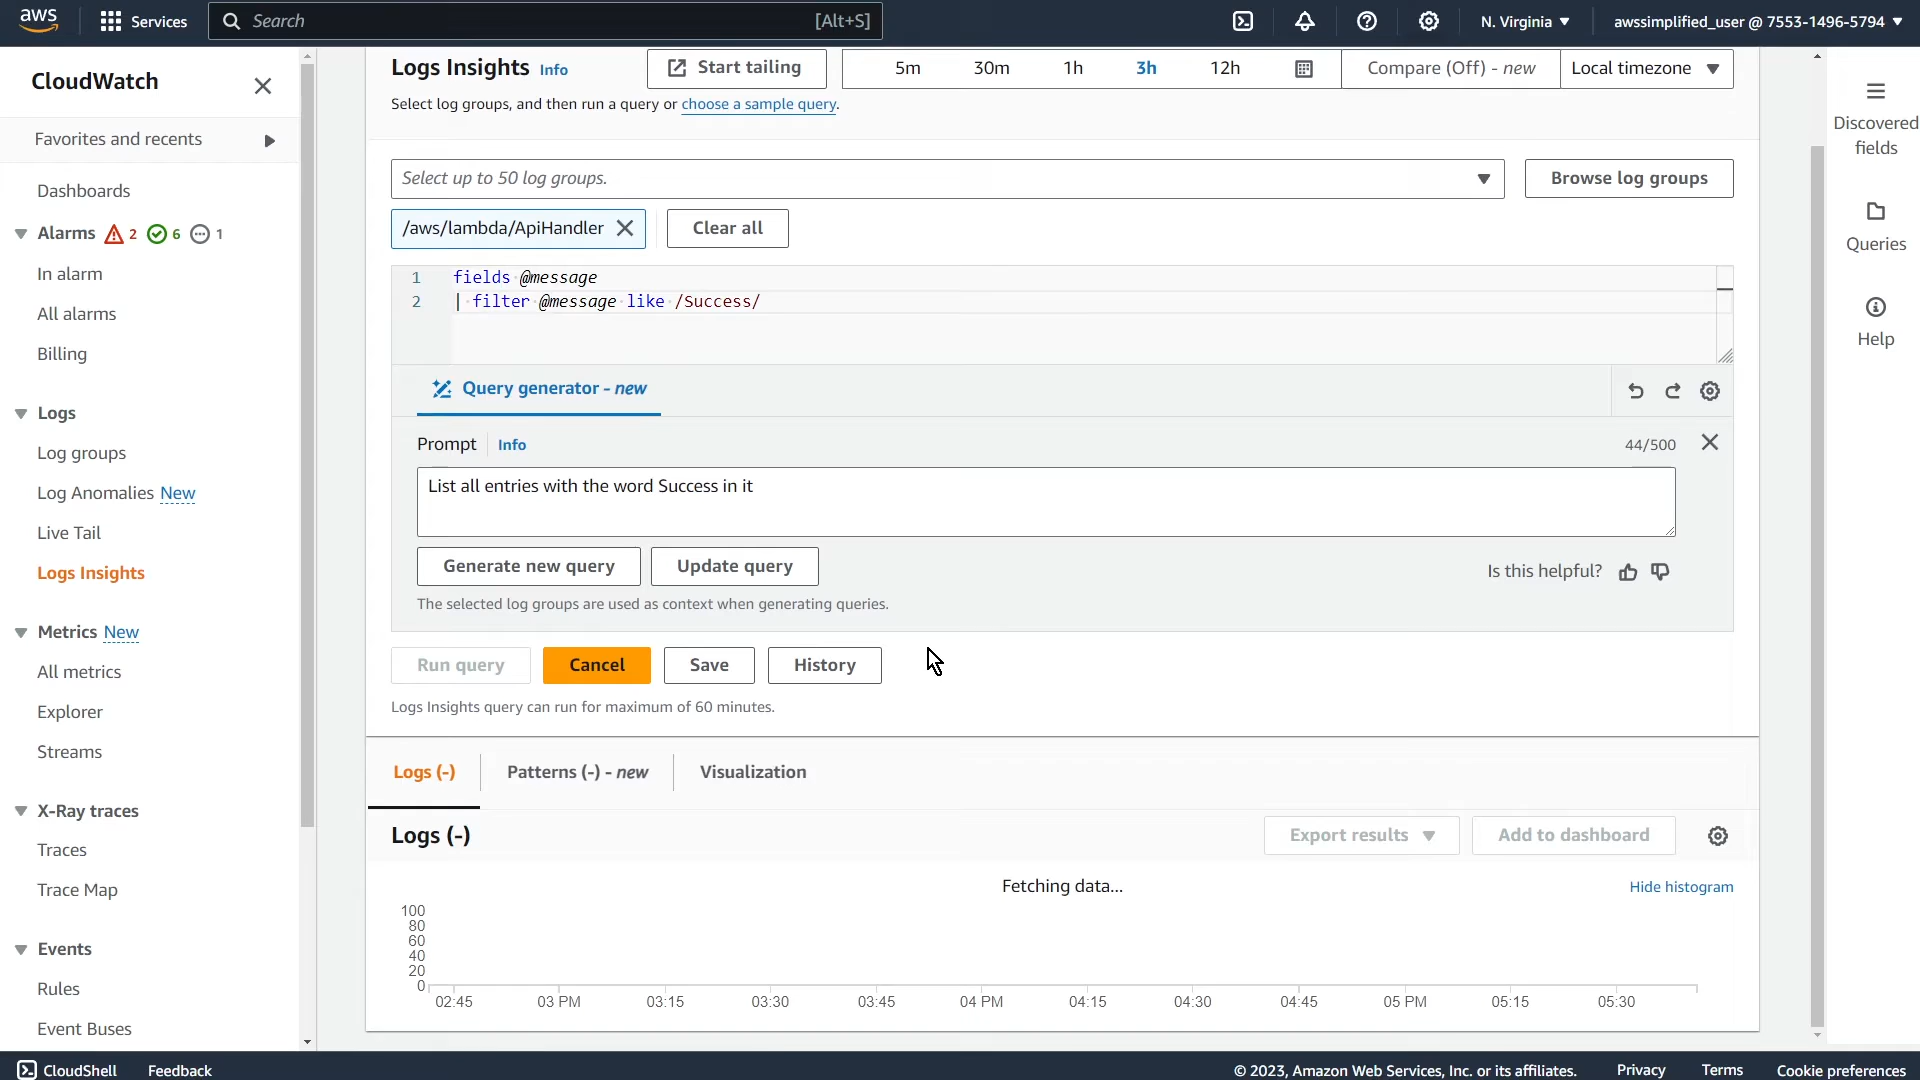 aws
Services
Search
[Alt+S]
N. Virginia
awssimplified_user @ 7553-1496-5794
CloudWatch
Favorites and recents
Dashboards
Alarms 2 6 1
In alarm
All alarms
Billing
Logs
Log groups
Log Anomalies New
Live Tail
Logs Insights
Metrics New
All metrics
Explorer
Streams
X-Ray traces
Traces
Trace Map
Events
Rules
Event Buses
Logs Insights Info
Start tailing
5m 30m 1h 3h 12h
Compare (Off) - new
Local timezone
Select log groups, and then run a query or choose a sample query.
Select up to 50 log groups.
Browse log groups
/aws/lambda/ApiHandler
Clear all
1 fields @message
2 | filter @message like /Success/
Query generator - new
Prompt Info
44/500
List all entries with the word Success in it
Generate new query
Update query
Is this helpful?
The selected log groups are used as context when generating queries.
Run query
Cancel
Save
History
Logs Insights query can run for maximum of 60 minutes.
Logs (-)
Patterns (-) - new
Visualization
Logs (-)
Export results
Add to dashboard
Fetching data...
Hide histogram
100
80
60
40
20
0
02:45 03 PM 03:15 03:30 03:45 04 PM 04:15 04:30 04:45 05 PM 05:15 05:30
Discovered
fields
Queries
Help
CloudShell
Feedback
© 2023, Amazon Web Services, Inc. or its affiliates.
Privacy
Terms
Cookie preferences